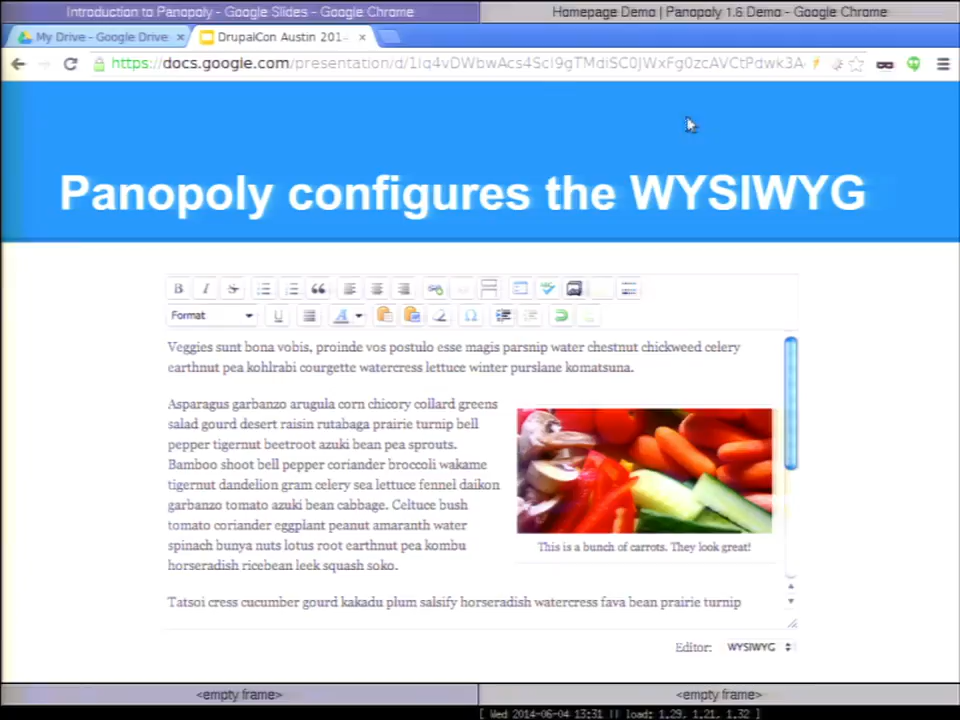 Introduction to Panopoly - Google Slides - Google Chrome
Homepage Demo | Panopoly 1.6 Demo - Google Chrome
My Drive - Google Drive ×
DrupalCon Austin 201 ×
Panopoly configures the WYSIWYG
B I S
Format U A Ω
Veggies sunt bona vobis, proinde vos postulo esse magis parsnip water chestnut chickweed celery
earthnut pea kohlrabi courgette watercress lettuce winter purslane komatsuna.
Asparagus garbanzo arugula corn chicory collard greens
salad gourd desert raisin rutabaga prairie turnip bell
pepper tigernut beetroot azuki bean pea sprouts.
Bamboo shoot bell pepper coriander broccoli wakame
tigernut dandelion gram celery sea lettuce fennel daikon
garbanzo tomato azuki bean cabbage. Celtuce bush
tomato coriander eggplant peanut amaranth water
spinach bunya nuts lotus root earthnut pea kombu
horseradish ricebean leek squash soko.
This is a bunch of carrots. They look great!
Tatsoi cress cucumber gourd kakadu plum salsify horseradish watercress fava bean prairie turnip
Editor: WYSIWYG
<empty frame>
<empty frame>
[ Wed 2014-06-04 13:31 || load: 1.29, 1.21, 1.32 ]